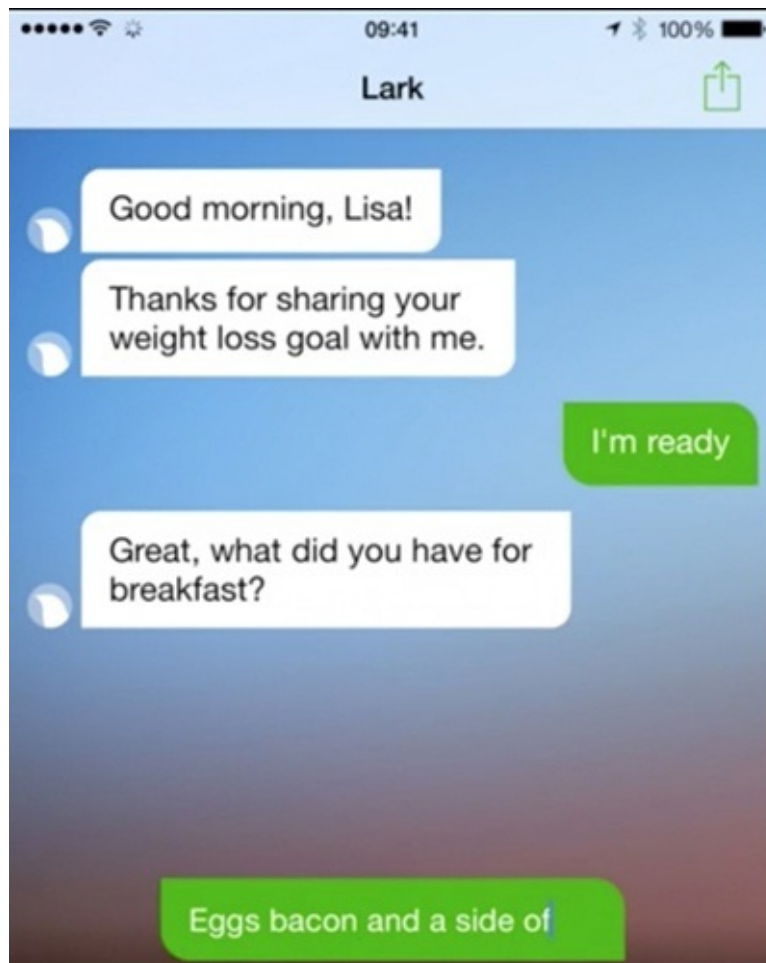 09:41
100%
Lark
Good morning, Lisa!
Thanks for sharing your
weight loss goal with me.
I'm ready
Great, what did you have for
breakfast?
Eggs bacon and a side of